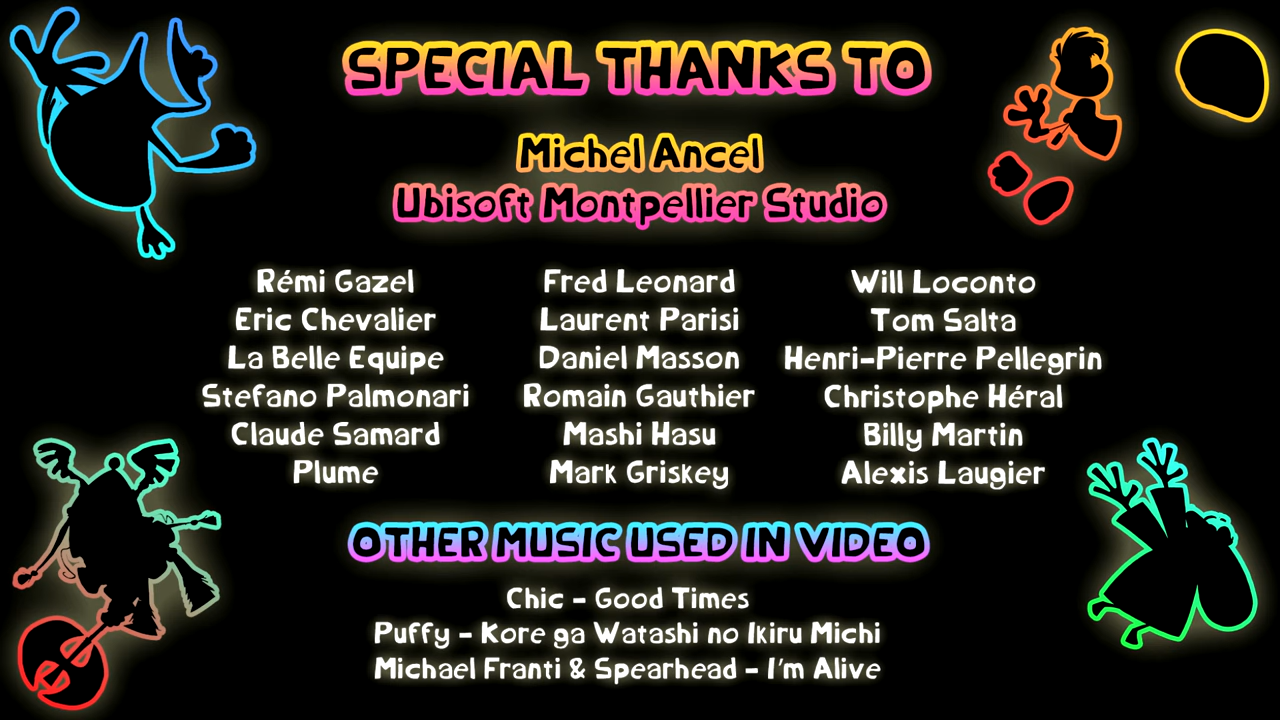 SPECIAL THANKS TO
Michel Ancel
Ubisoft Montpellier Studio
Rémi Gazel
Eric Chevalier
La Belle Equipe
Stefano Palmonari
Claude Samard
Plume
Fred Leonard
Laurent Parisi
Daniel Masson
Romain Gauthier
Mashi Hasu
Mark Griskey
Will Loconto
Tom Salta
Henri-Pierre Pellegrin
Christophe Héral
Billy Martin
Alexis Laugier
OTHER MUSIC USED IN VIDEO
Chic - Good Times
Puffy - Kore ga Watashi no Ikiru Michi
Michael Franti & Spearhead - I'm Alive